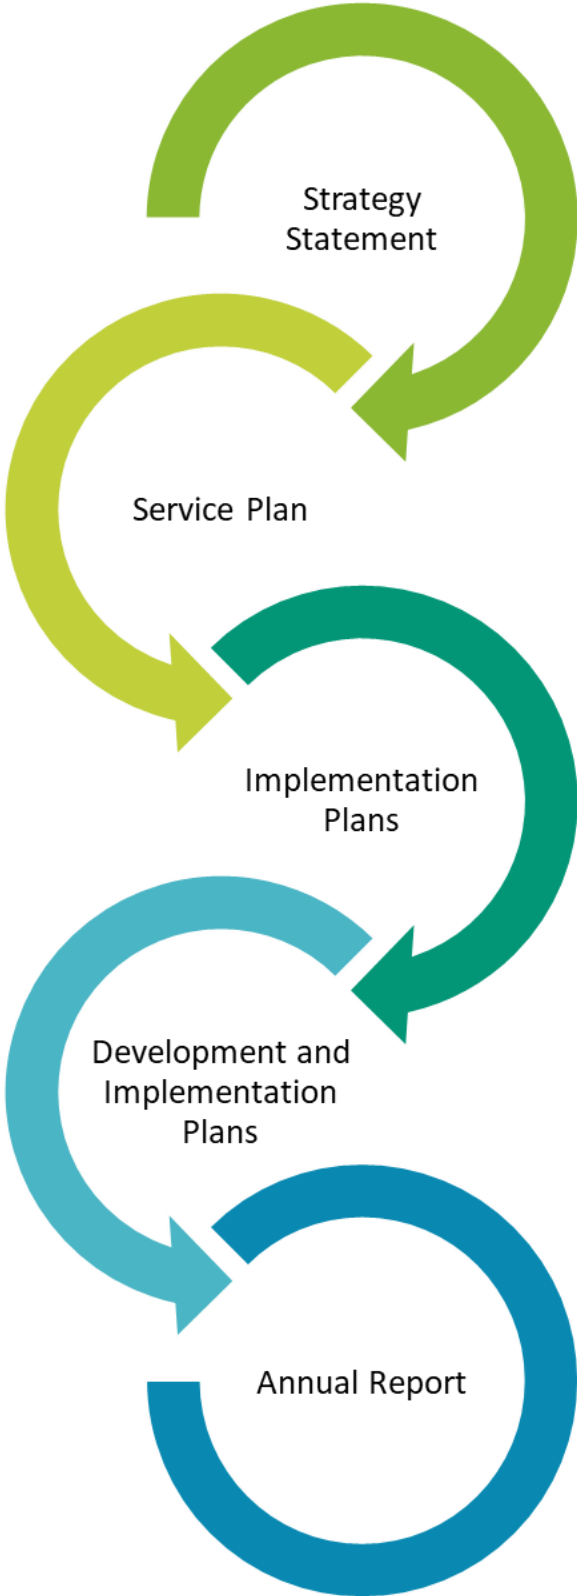 Strategy
Statement
Service Plan
Implementation
Plans
Development and
Implementation
Plans
Annual Report